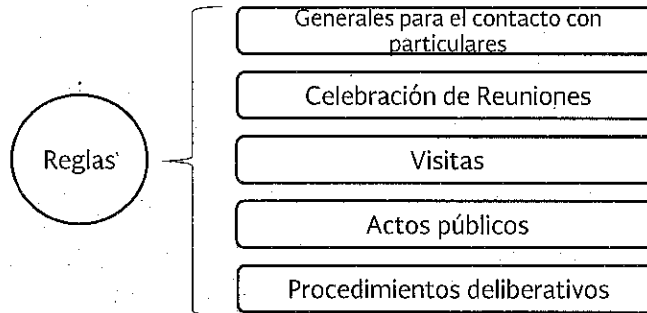 Reglas
Generales para el contacto con
particulares
Celebración de Reuniones
Visitas
Actos públicos
Procedimientos deliberativos